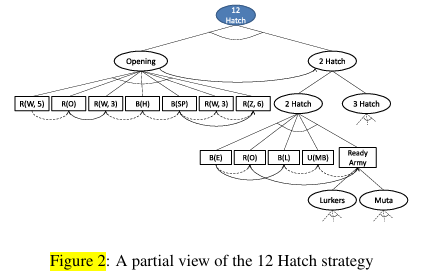 12
Hatch
Opening
2 Hatch
R(W, 5)
R(O)
R(W, 3)
B(H)
B(SP)
R(W, 3)
R(Z, 6)
2 Hatch
3 Hatch
B(E)
R(O)
B(L)
U(MB)
Ready
Army
Lurkers
Muta
Figure 2: A partial view of the 12 Hatch strategy